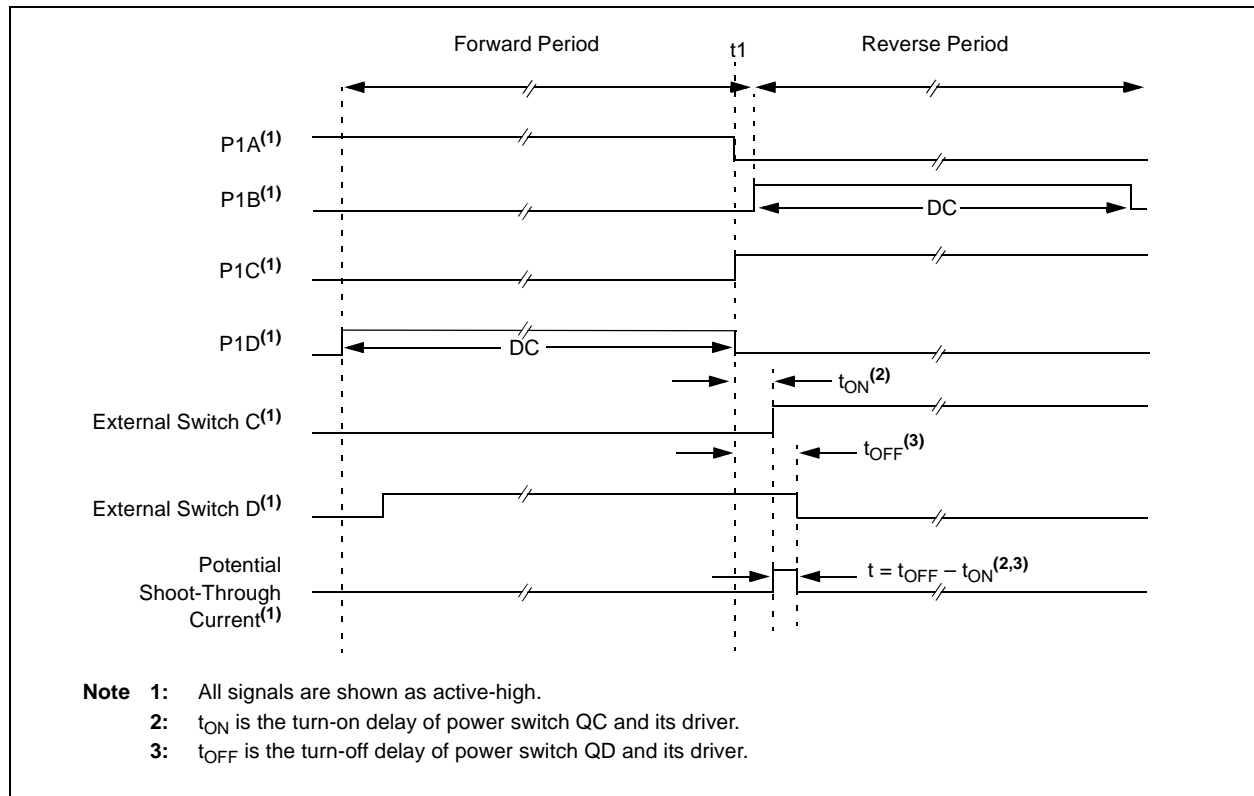 Forward Period
t1
Reverse Period
P1A(1)
P1B(1)
DC
P1C(1)
P1D(1)
DC
tON(2)
External Switch C(1)
tOFF(3)
External Switch D(1)
Potential
Shoot-Through
Current(1)
t = tOFF – tON(2,3)
Note 1: All signals are shown as active-high.
2: tON is the turn-on delay of power switch QC and its driver.
3: tOFF is the turn-off delay of power switch QD and its driver.